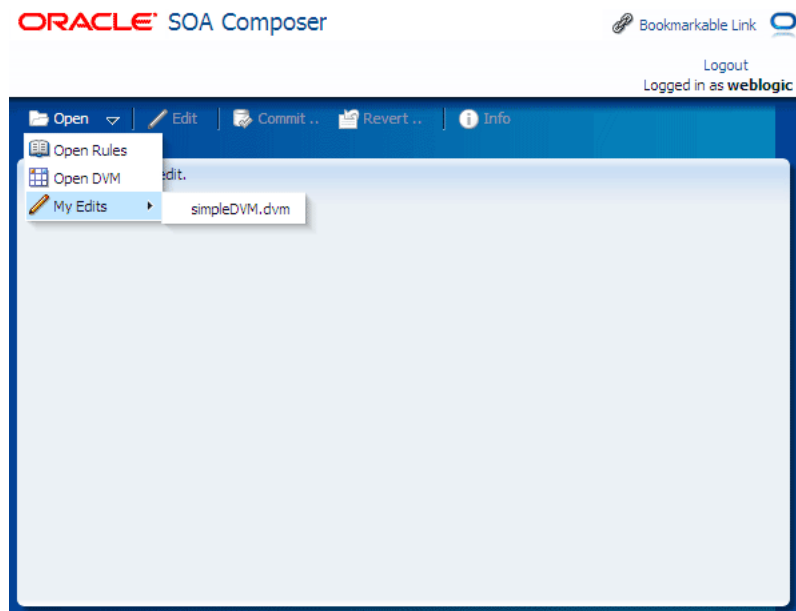 ORACLE SOA Composer
Bookmarkable Link
Logout
Logged in as weblogic
Open Edit Commit .. Revert .. Info
Open Rules
Open DVM
edit.
My Edits
simpleDVM.dvm